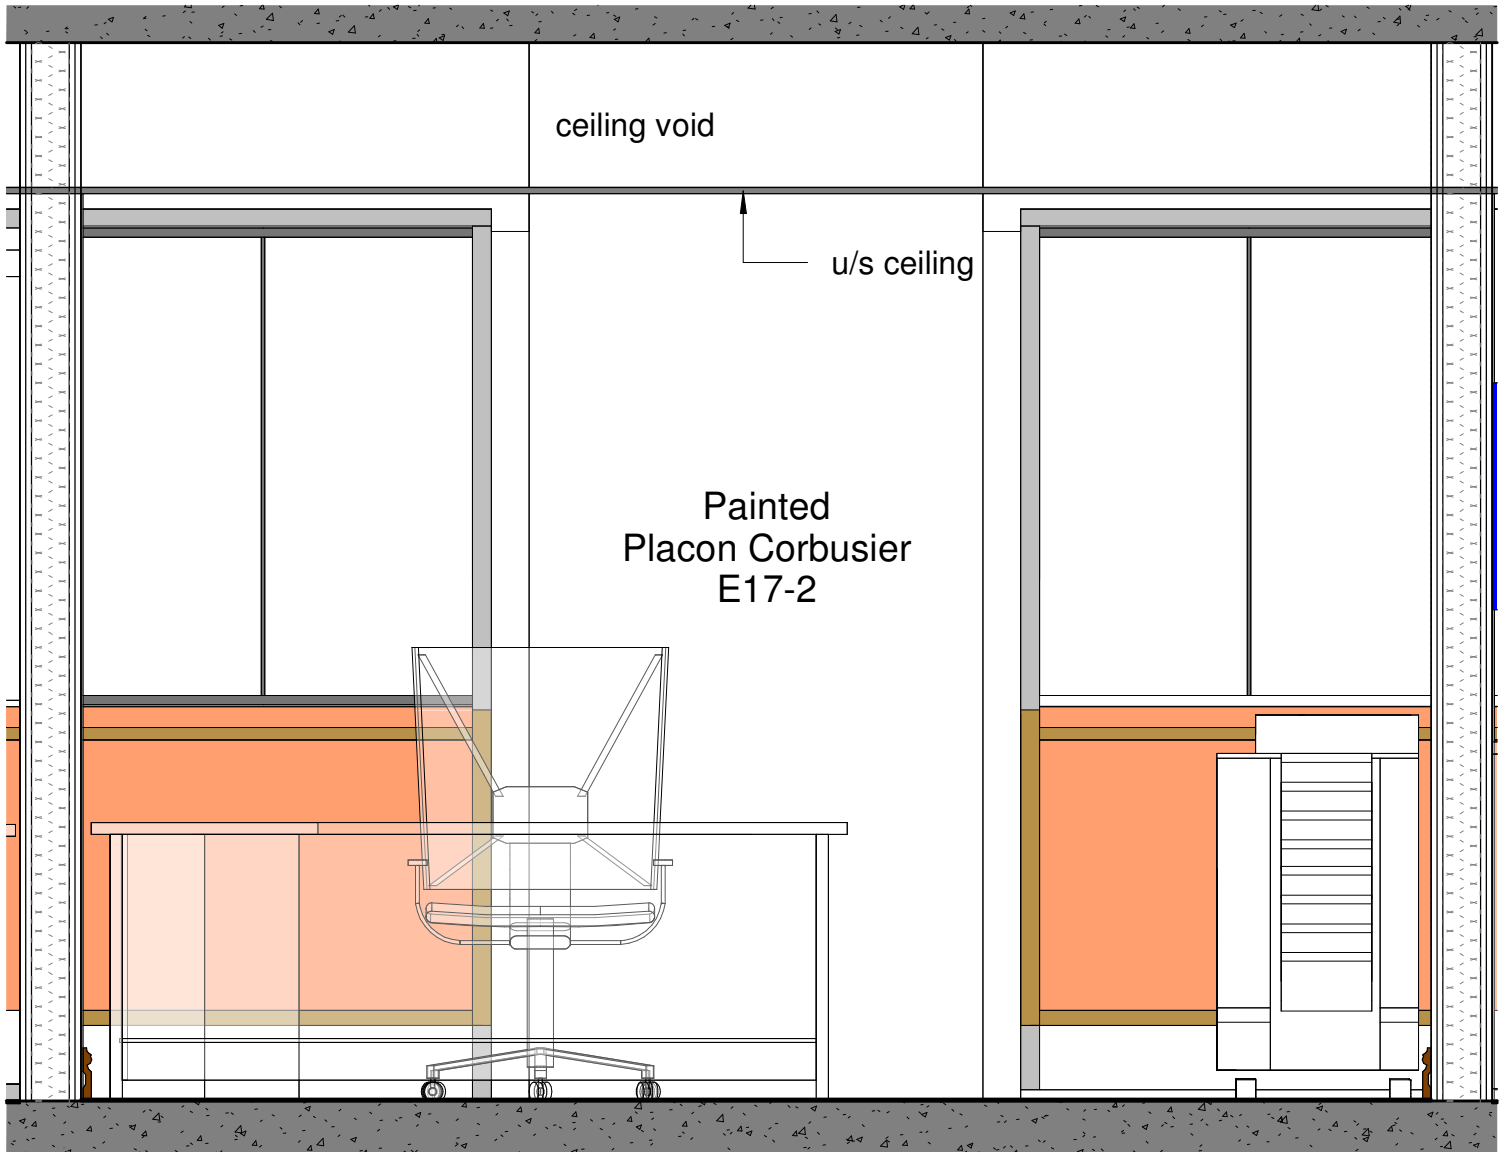 ceiling void
u/s ceiling
Painted
Placon Corbusier
E17-2